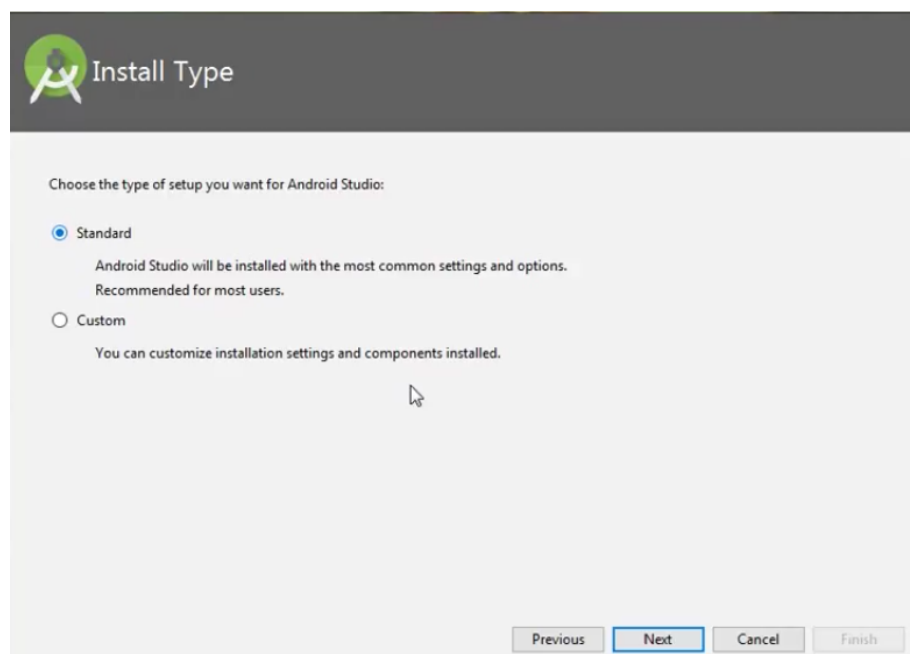 Install Type
Choose the type of setup you want for Android Studio:
Standard
Android Studio will be installed with the most common settings and options.
Recommended for most users.
Custom
You can customize installation settings and components installed.
Previous Next Cancel Finish